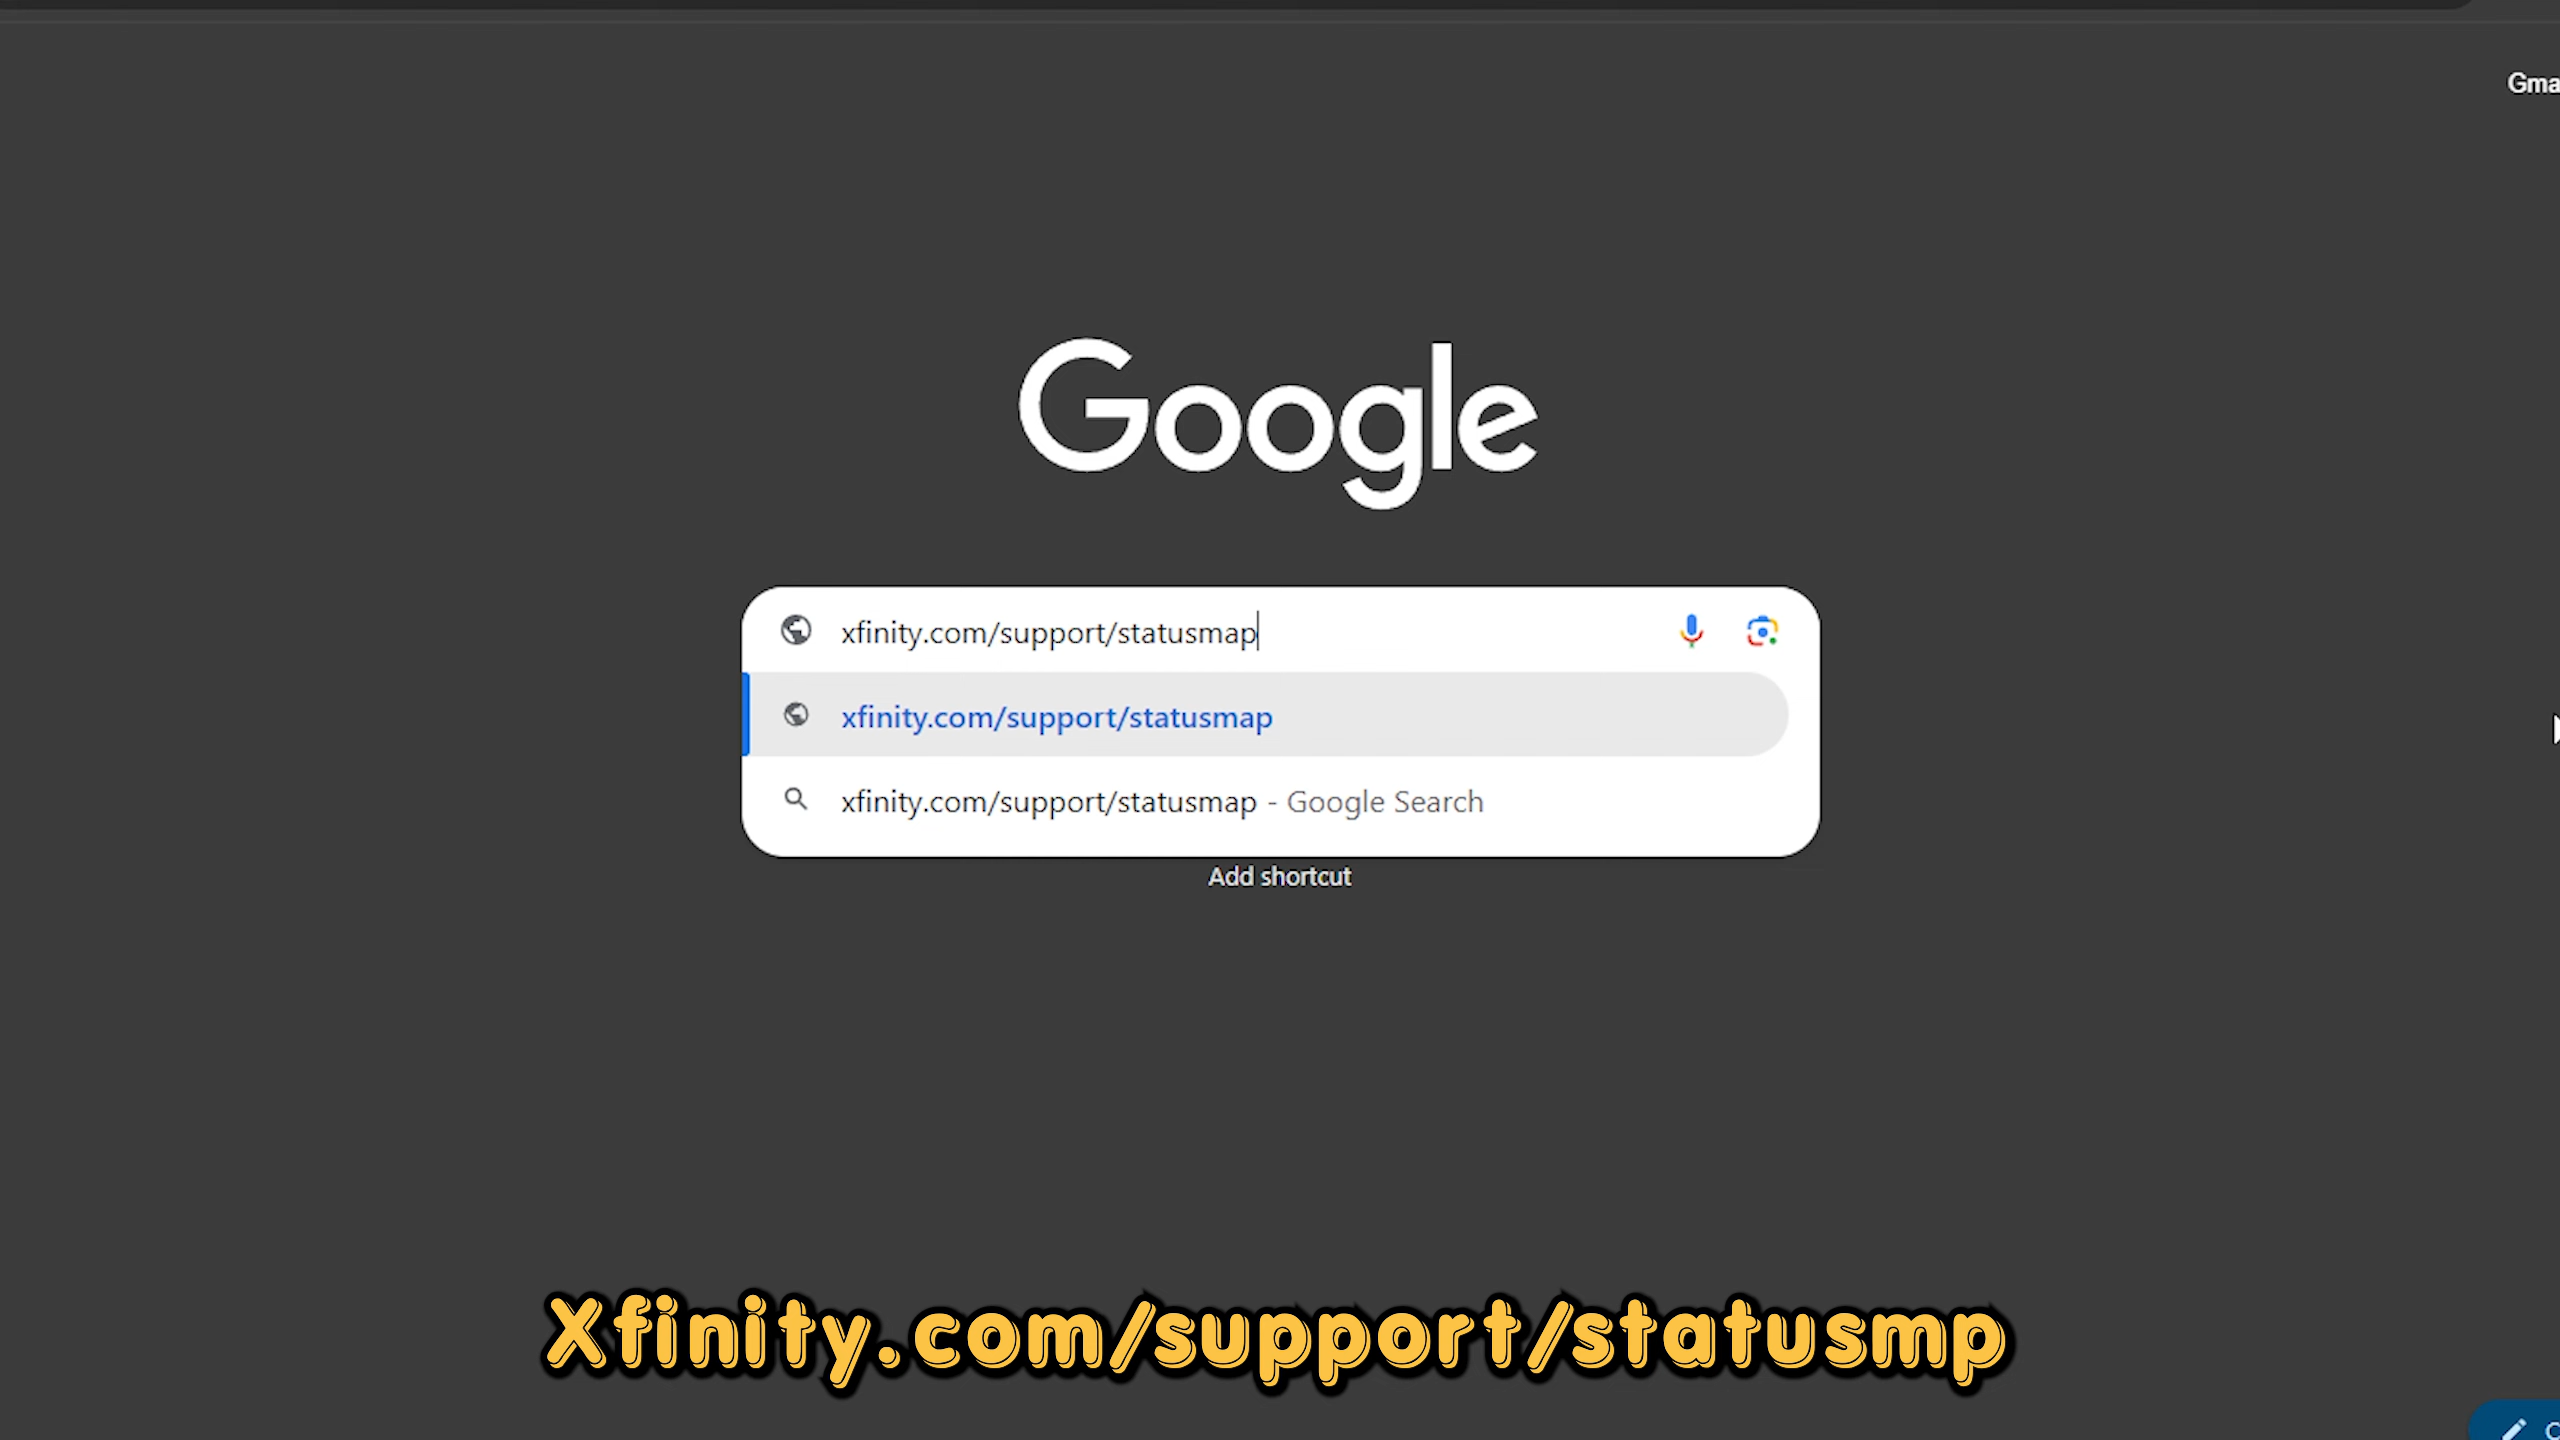 Gma
Google
xfinity.com/support/statusmap
xfinity.com/support/statusmap
xfinity.com/support/statusmap - Google Search
Add shortcut
Xfinity.com/support/statusmp